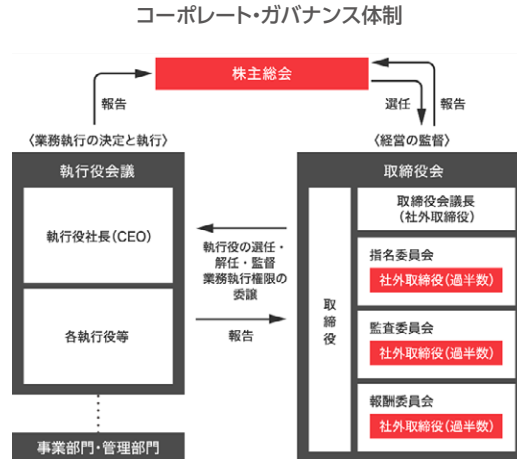 コーポレート・ガバナンス体制
株主総会
報告
選任
報告
〈業務執行の決定と執行〉
〈経営の監督〉
執行役会議
取締役会
執行役社長(CEO)
各執行役等
執行役の選任・
解任・監督
業務執行権限の
委譲
報告
取締役
取締役会議長
(社外取締役)
指名委員会
社外取締役(過半数)
監査委員会
社外取締役(過半数)
報酬委員会
社外取締役(過半数)
事業部門・管理部門